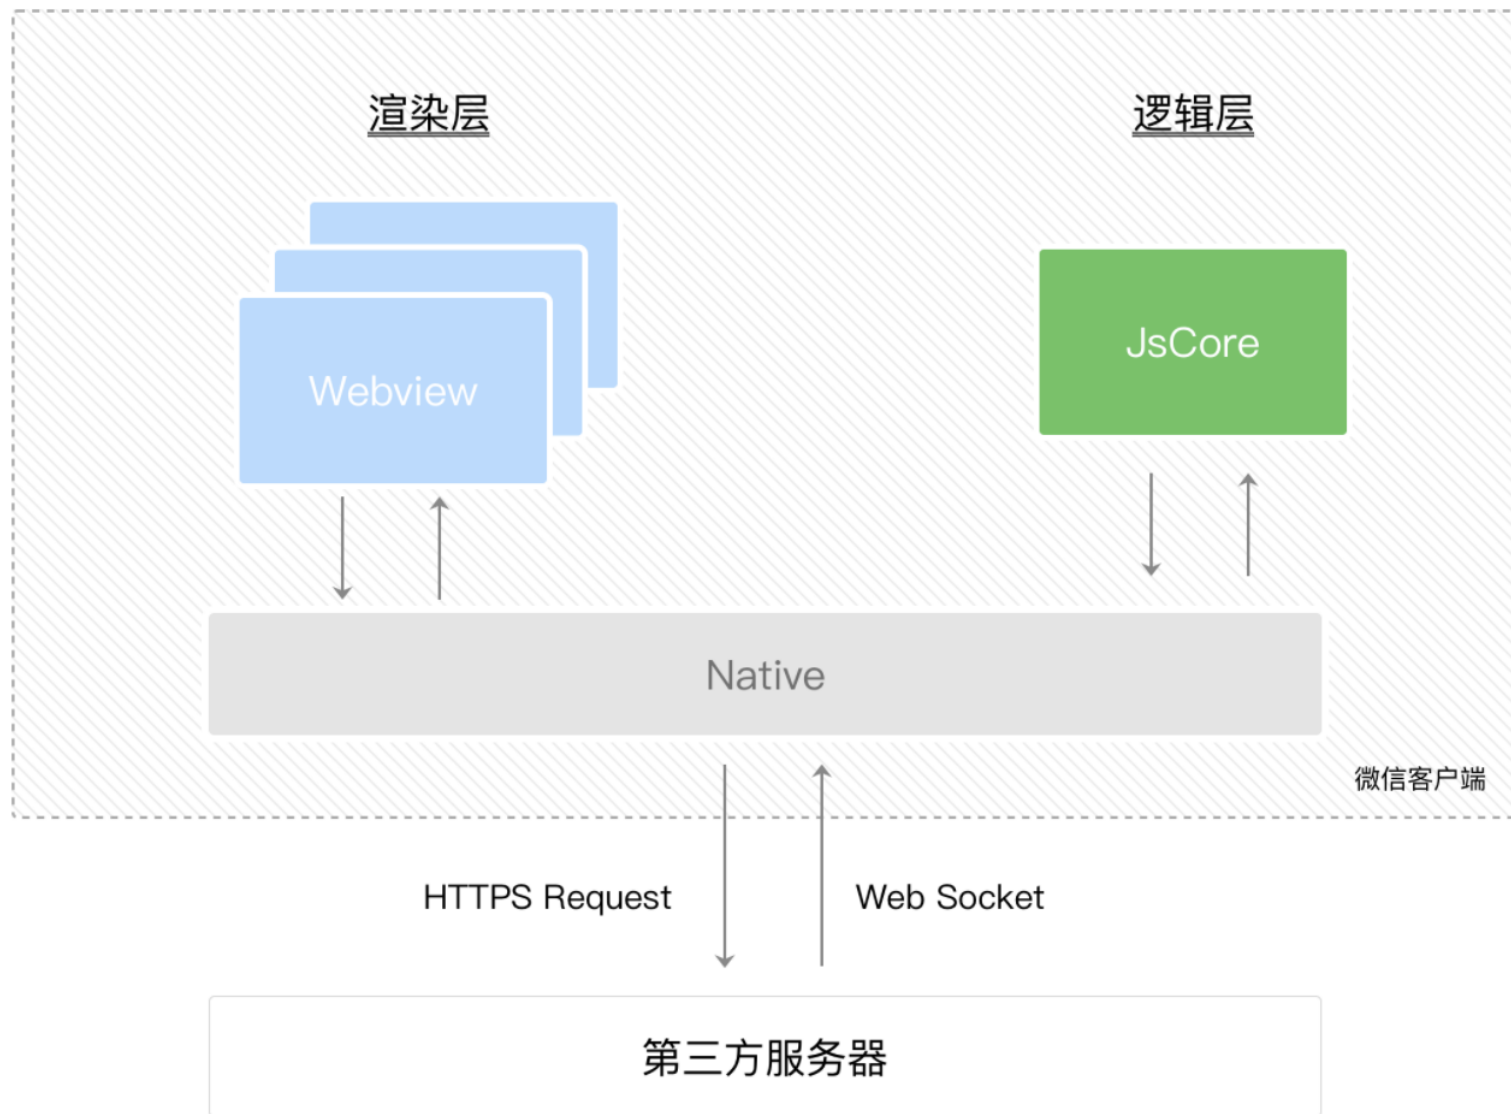 渲染层
逻辑层
Webview
JsCore
Native
微信客户端
HTTPS Request
Web Socket
第三方服务器